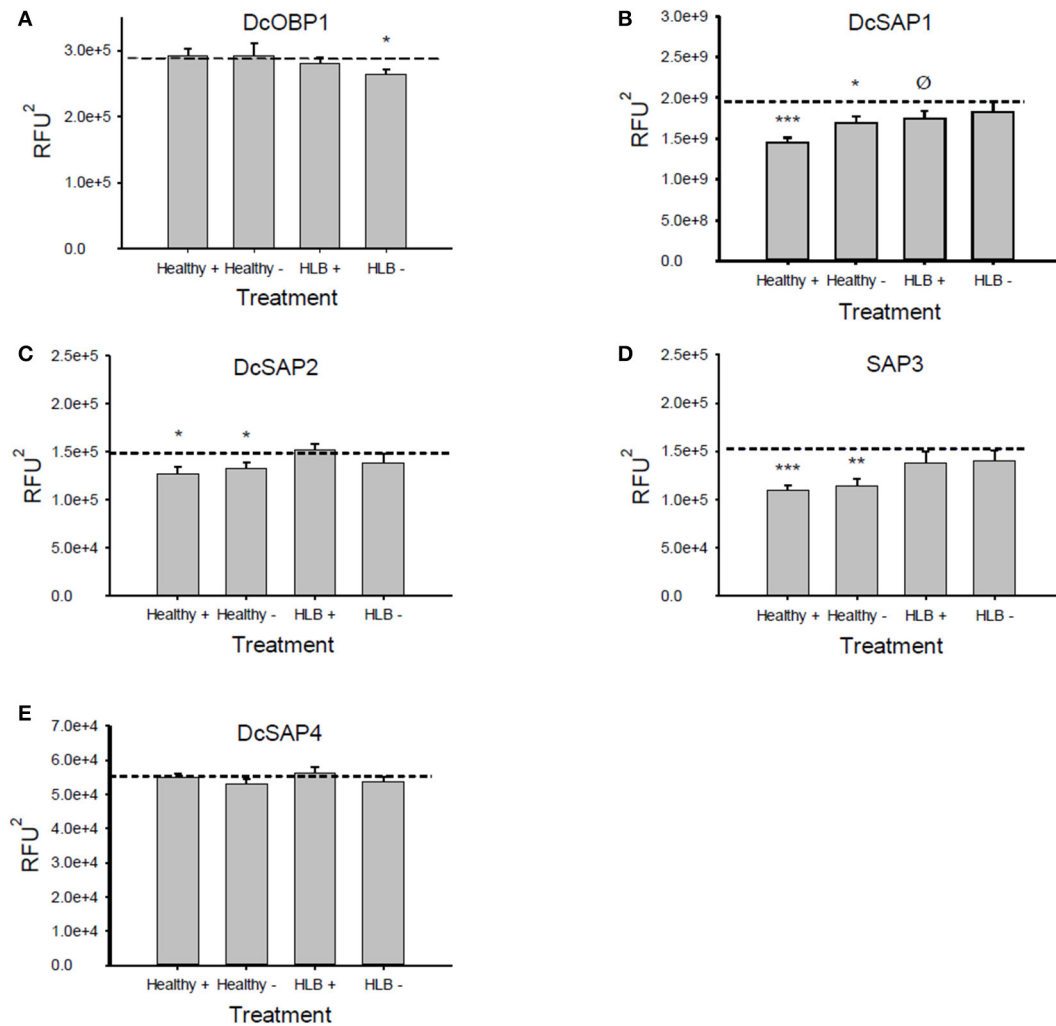 A
DcOBP1
*
3.0e+5
2.0e+5
1.0e+5
0.0
RFU²
Healthy + Healthy - HLB + HLB -
Treatment
B
DcSAP1
3.0e+9
2.5e+9
2.0e+9
1.5e+9
1.0e+9
5.0e+8
0.0
RFU²
*** * Ø
Healthy + Healthy - HLB + HLB -
Treatment
C
DcSAP2
2.5e+5
2.0e+5
1.5e+5
1.0e+5
5.0e+4
0.0
RFU²
* *
Healthy + Healthy - HLB + HLB -
Treatment
D
SAP3
2.5e+5
2.0e+5
1.5e+5
1.0e+5
5.0e+4
0.0
RFU²
*** **
Healthy + Healthy - HLB + HLB -
Treatment
E
DcSAP4
7.0e+4
6.0e+4
5.0e+4
4.0e+4
3.0e+4
2.0e+4
1.0e+4
0.0
RFU²
Healthy + Healthy - HLB + HLB -
Treatment